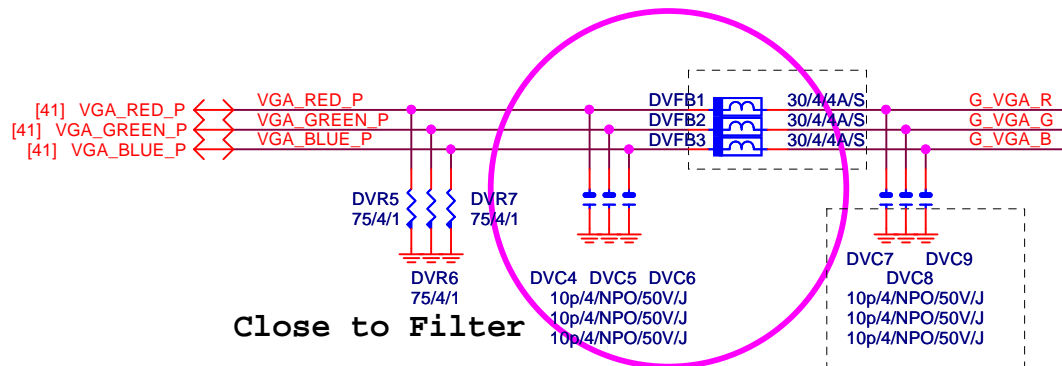 [41] VGA_RED_P VGA_RED_P DVFB1 30/4/4A/S G_VGA_R
[41] VGA_GREEN_P VGA_GREEN_P DVFB2 30/4/4A/S G_VGA_G
[41] VGA_BLUE_P VGA_BLUE_P DVFB3 30/4/4A/S G_VGA_B
DVR5 DVR7
75/4/1 75/4/1
DVR6
75/4/1
DVC4 DVC5 DVC6
10p/4/NPO/50V/J
10p/4/NPO/50V/J
10p/4/NPO/50V/J
DVC7 DVC9
DVC8
10p/4/NPO/50V/J
10p/4/NPO/50V/J
10p/4/NPO/50V/J
Close to Filter